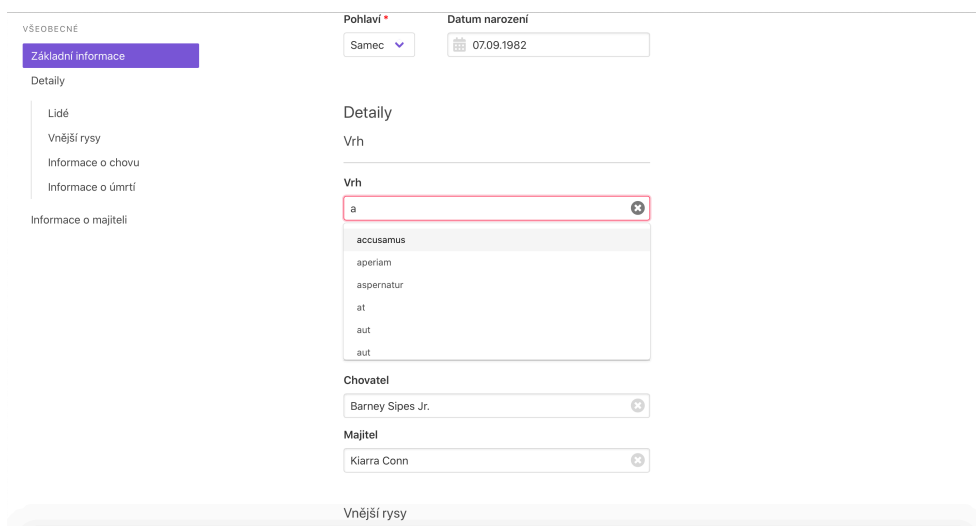 VŠEOBECNÉ
Základní informace
Detaily
Lidé
Vnější rysy
Informace o chovu
Informace o úmrtí
Informace o majiteli
Pohlaví * Datum narození
Samec 07.09.1982
Detaily
Vrh
Vrh
a
accusamus
aperiam
aspernatur
at
aut
aut
Chovatel
Barney Sipes Jr.
Majitel
Kiarra Conn
Vnější rysy